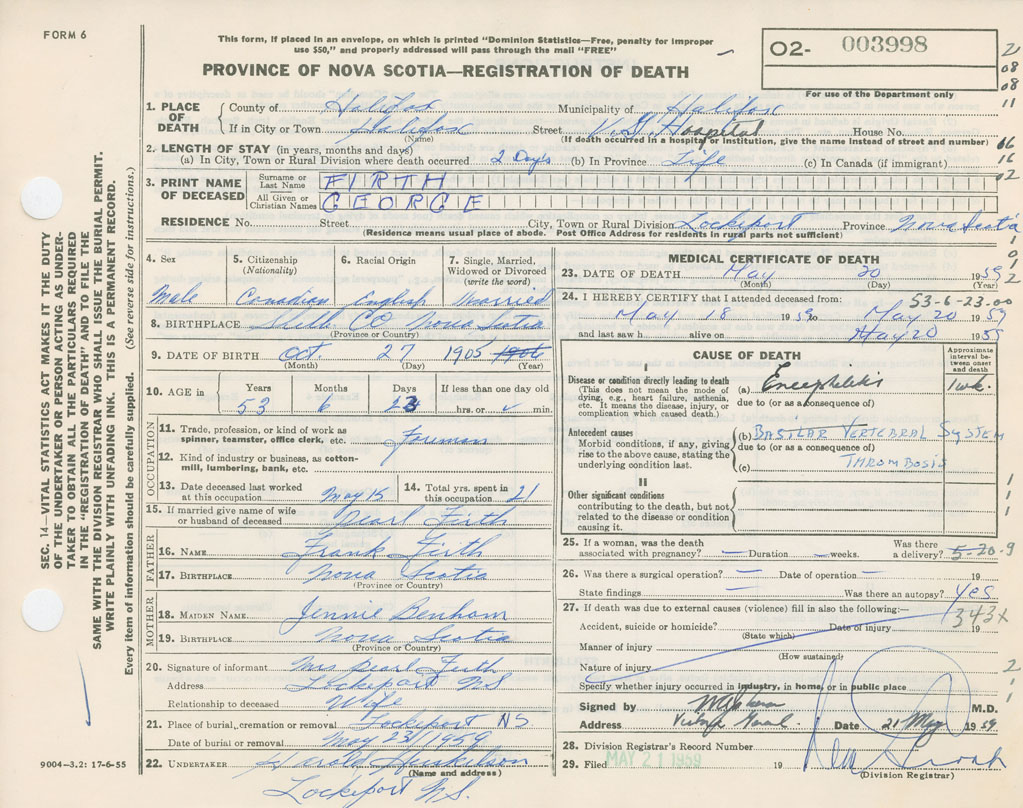 FORM 6
This form, if placed in an envelope, on which is printed "Dominion Statistics—Free, penalty for improper
use $50," and properly addressed will pass through the mail "FREE"
O2- 003998
For use of the Department only
PROVINCE OF NOVA SCOTIA—REGISTRATION OF DEATH
1. PLACE OF DEATH County of Halifax Municipality of Halifax
If in City or Town Halifax Street V.G. Hospital House No.
(Name) (If death occurred in a hospital or institution, give the name instead of street and number)
2. LENGTH OF STAY (in years, months and days)
(a) In City, Town or Rural Division where death occurred 2 Days (b) In Province Life (c) In Canada (if immigrant)
3. PRINT NAME OF DECEASED Surname or Last Name FIRTH
All Given or Christian Names GEORGE
RESIDENCE No. Street City, Town or Rural Division Lockeport Province Nova Scotia
(Residence means usual place of abode. Post Office Address for residents in rural parts not sufficient)
4. Sex 5. Citizenship (Nationality) 6. Racial Origin 7. Single, Married, Widowed or Divorced (write the word)
Male Canadian English Married
8. BIRTHPLACE Shelb CO Nova Scotia
(Province or Country)
9. DATE OF BIRTH Oct. 27 1905 1906
(Month) (Day) (Year)
10. AGE in Years Months Days If less than one day old
53 6 23 hrs. or min.
OCCUPATION
11. Trade, profession, or kind of work as spinner, teamster, office clerk, etc. Foreman
12. Kind of industry or business, as cotton-mill, lumbering, bank, etc.
13. Date deceased last worked at this occupation May 15 14. Total yrs. spent in this occupation 21
15. If married give name of wife or husband of deceased Pearl Firth
FATHER
16. NAME Frank Firth
17. BIRTHPLACE Nova Scotia
(Province or Country)
MOTHER
18. MAIDEN NAME Jennie Benham
19. BIRTHPLACE Nova Scotia
(Province or Country)
20. Signature of informant Mrs Pearl Firth
Address Lockeport N.S
Relationship to deceased Wife
21. Place of burial, cremation or removal Lockeport NS
Date of burial or removal May 23/1959
22. UNDERTAKER Harold Huskilson
(Name and address)
Lockeport N.S.
MEDICAL CERTIFICATE OF DEATH
23. DATE OF DEATH May 20 1959
(Month) (Day) (Year)
24. I HEREBY CERTIFY that I attended deceased from: 53-6-23.00
May 18 1959 to May 20 1959
and last saw h alive on May 20 1955
CAUSE OF DEATH
Approximate interval between onset and death
I
Disease or condition directly leading to death (a) Encephilitis 1 wk.
(This does not mean the mode of dying, e.g., heart failure, asthenia, etc. It means the disease, injury, or complication which caused death.)
due to (or as a consequence of)
Antecedent causes (b) BASILAR VERTEBRAL SYSTEM
Morbid conditions, if any, giving rise to the above cause, stating the underlying condition last.
due to (or as a consequence of)
(c) THROMBOSIS
II
Other significant conditions
contributing to the death, but not related to the disease or condition causing it.
25. If a woman, was the death associated with pregnancy? — Duration — weeks. Was there a delivery? 5-20-9
26. Was there a surgical operation? — Date of operation — 19
State findings — Was there an autopsy? Yes
27. If death was due to external causes (violence) fill in also the following:— 343X
Accident, suicide or homicide? Date of injury 19
(State which)
Manner of injury
(How sustained)
Nature of injury
Specify whether injury occurred in industry, in home, or in public place
Signed by M.D.
Address Date 21 May 1959
28. Division Registrar's Record Number
29. Filed MAY 21 1959 19
(Division Registrar)
SEC. 14—VITAL STATISTICS ACT MAKES IT THE DUTY
OF THE UNDERTAKER OR PERSON ACTING AS UNDER-
TAKER TO OBTAIN ALL THE PARTICULARS REQUIRED
IN THE "REGISTRATION OF DEATH" AND TO FILE THE
SAME WITH THE DIVISION REGISTRAR WHO SHALL ISSUE THE BURIAL PERMIT.
WRITE PLAINLY WITH UNFADING INK. THIS IS A PERMANENT RECORD.
Every item of information should be carefully supplied. (See reverse side for instructions.)
9004-3.2: 17-6-55